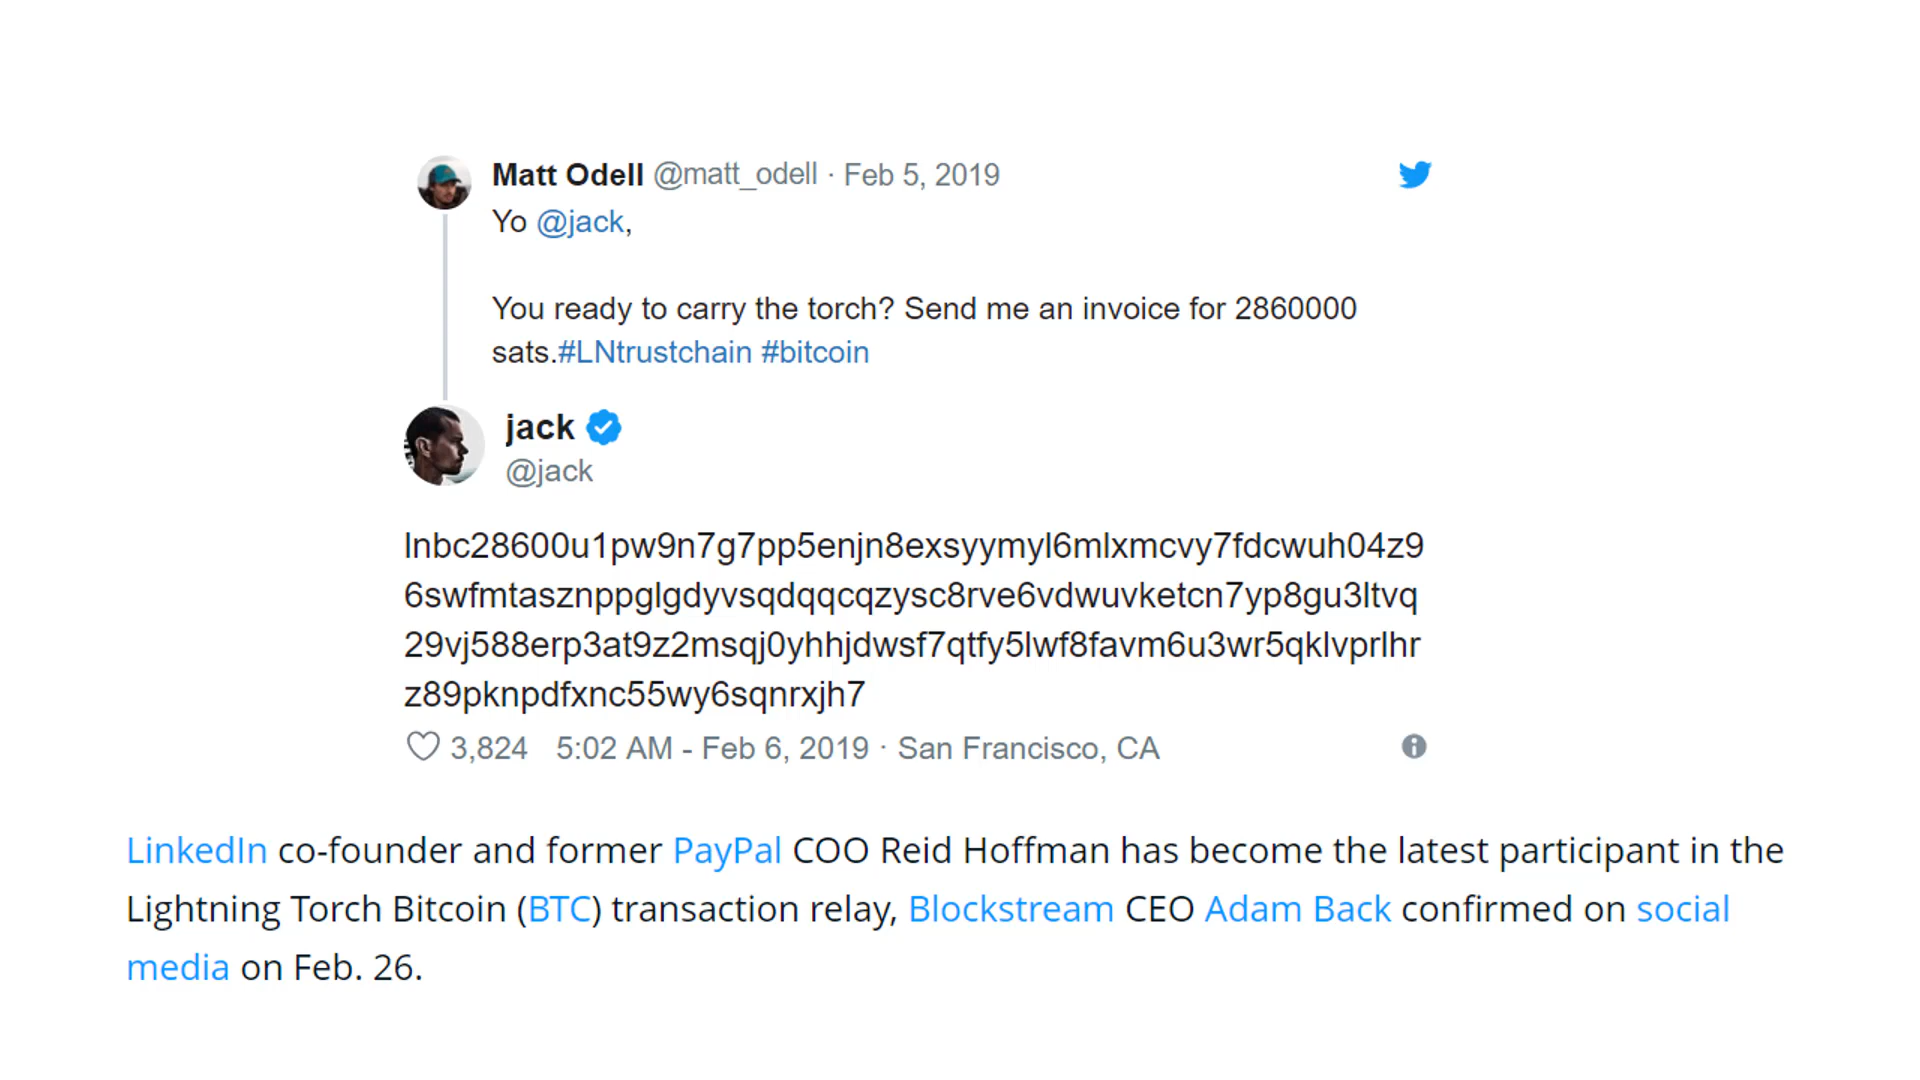 Matt Odell @matt_odell · Feb 5, 2019
Yo @jack,
You ready to carry the torch? Send me an invoice for 2860000
sats.#LNtrustchain #bitcoin
jack
@jack
lnbc28600u1pw9n7g7pp5enjn8exsyymyl6mlxmcvy7fdcwuh04z9
6swfmtasznppglgdyvsqdqqcqzysc8rve6vdwuvketcn7yp8gu3ltvq
29vj588erp3at9z2msqj0yhhjdwsf7qtfy5lwf8favm6u3wr5qklvprlhr
z89pknpdfxnc55wy6sqnrxjh7
3,824 5:02 AM - Feb 6, 2019 · San Francisco, CA
LinkedIn co-founder and former PayPal COO Reid Hoffman has become the latest participant in the
Lightning Torch Bitcoin (BTC) transaction relay, Blockstream CEO Adam Back confirmed on social
media on Feb. 26.